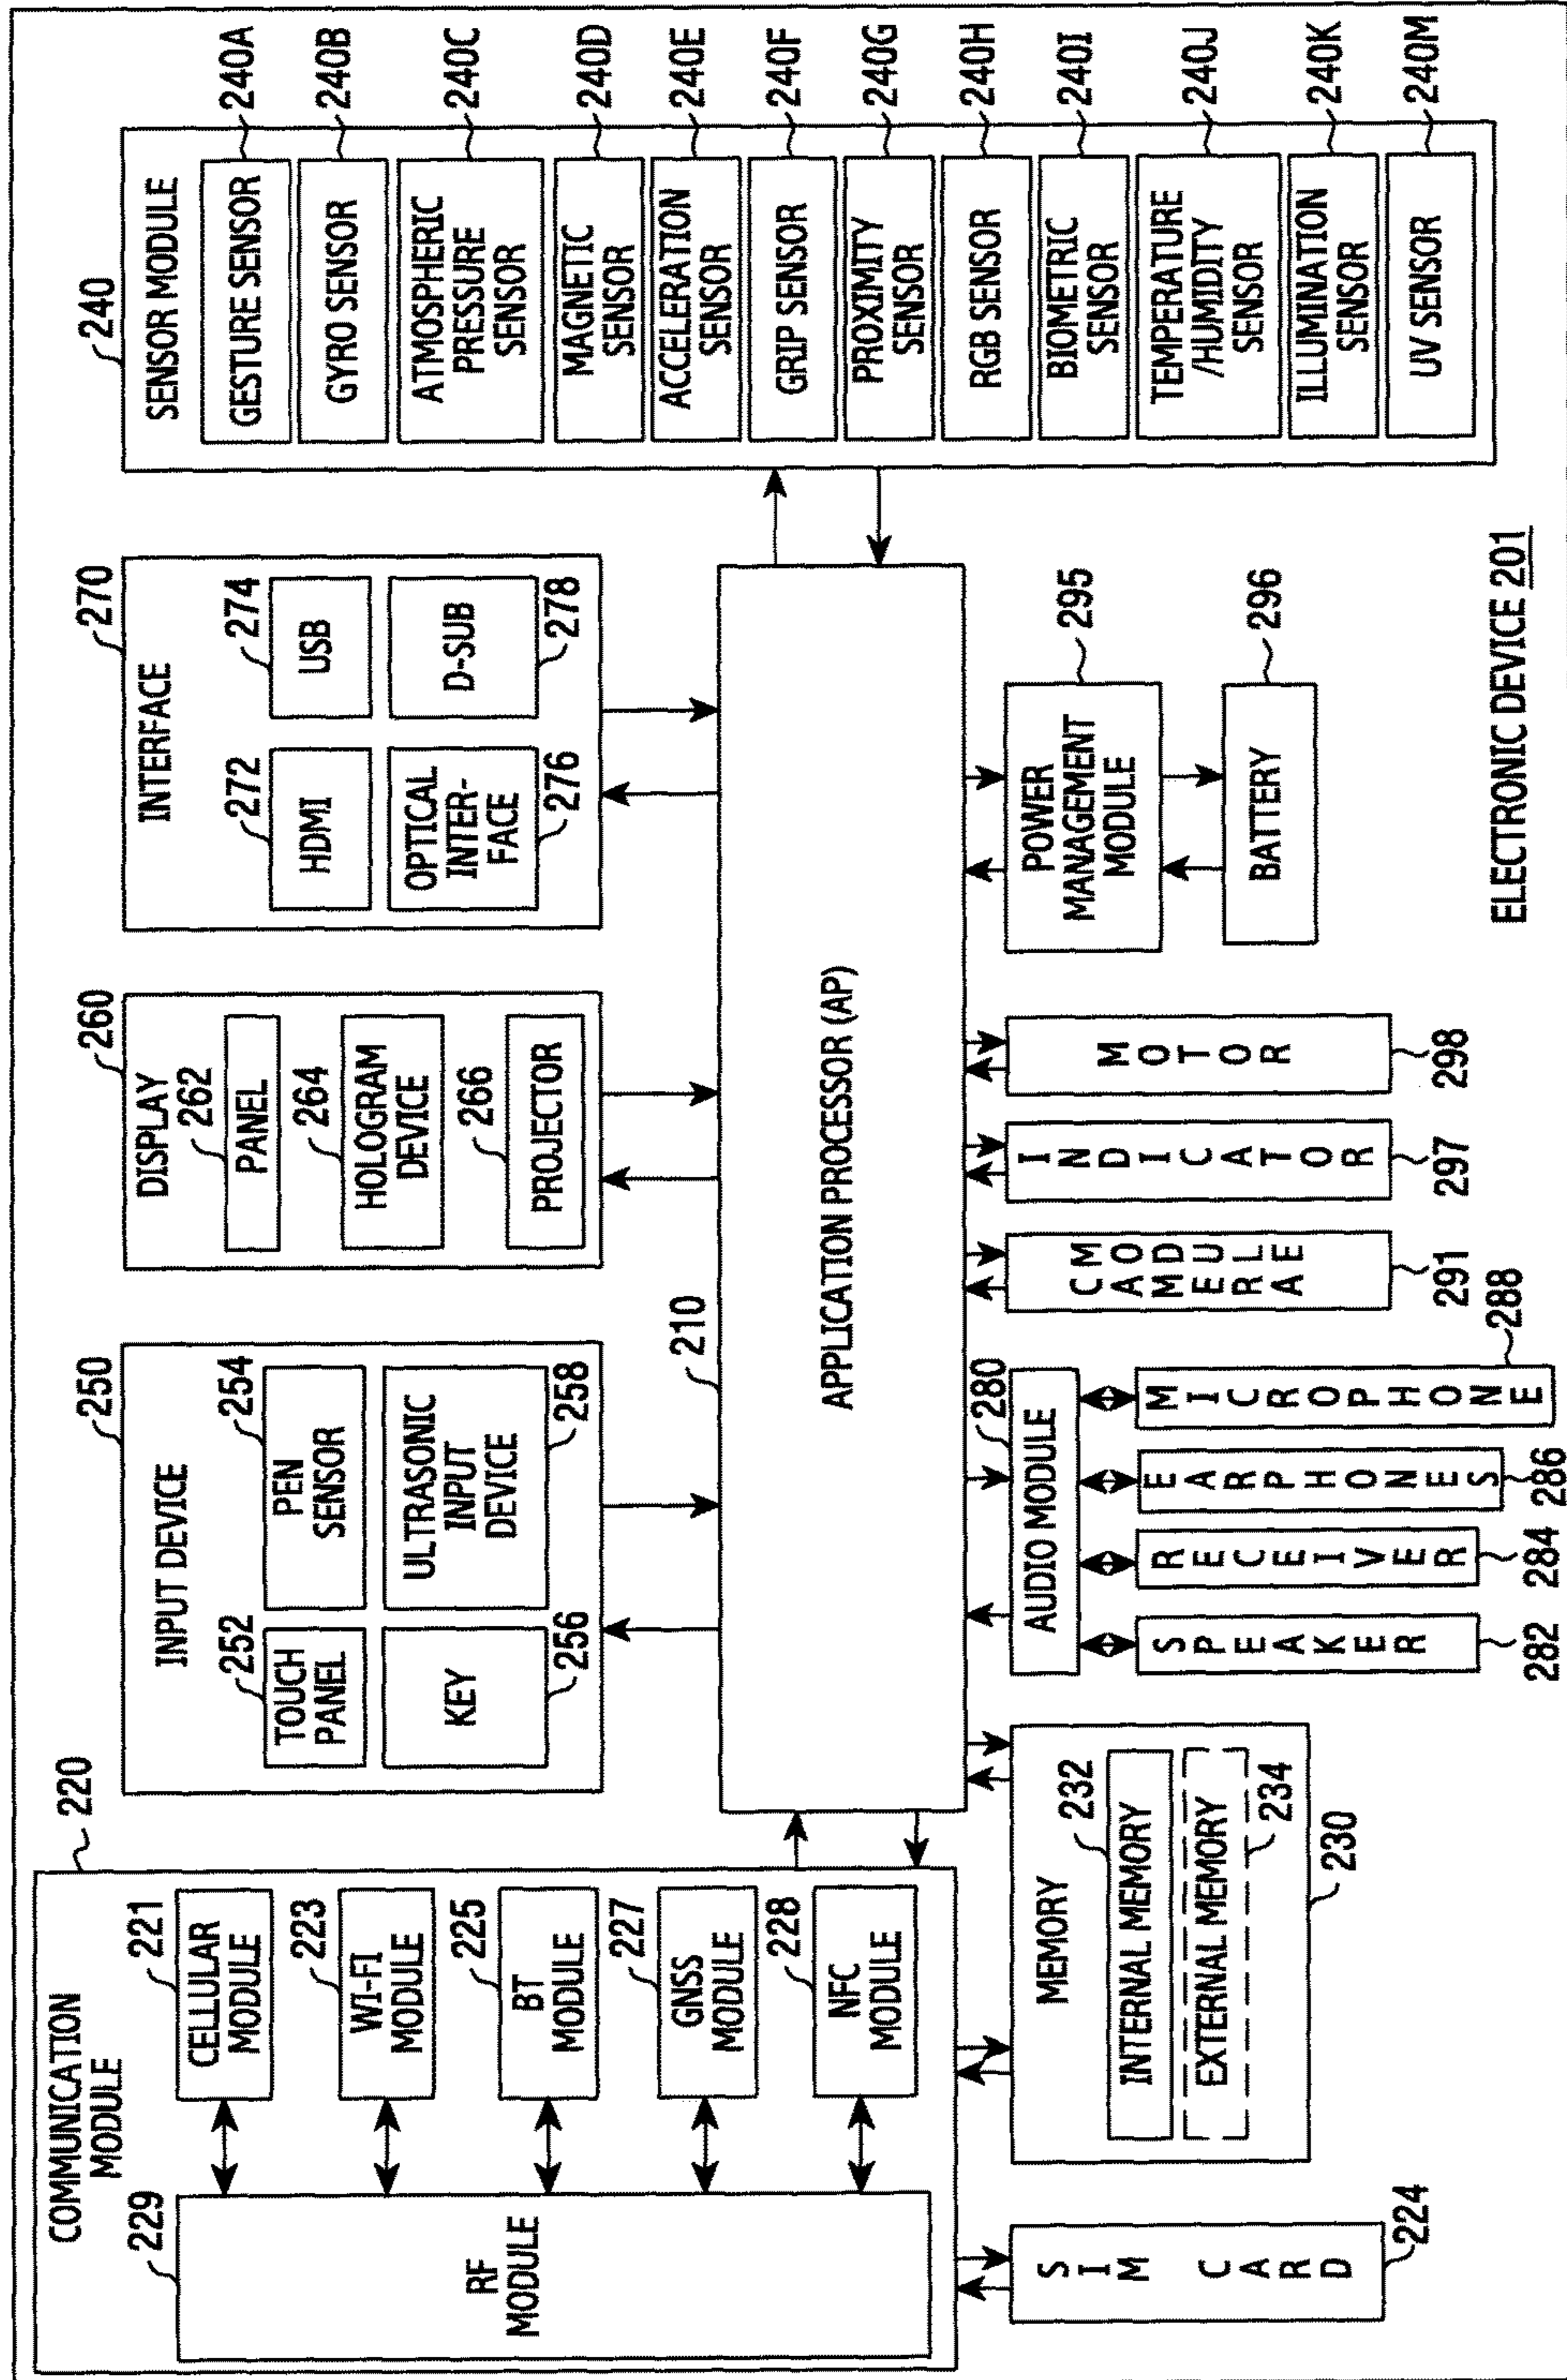 COMMUNICATION
MODULE
220
229
RF
MODULE
221
CELLULAR
MODULE
223
WI-FI
MODULE
225
BT
MODULE
227
GNSS
MODULE
228
NFC
MODULE
250
INPUT DEVICE
252
TOUCH
PANEL
254
PEN
SENSOR
KEY
256
ULTRASONIC
INPUT
DEVICE
258
260
DISPLAY
262
PANEL
264
HOLOGRAM
DEVICE
266
PROJECTOR
270
INTERFACE
272
HDMI
274
USB
OPTICAL
INTER-
FACE
276
D-SUB
278
240
SENSOR MODULE
GESTURE SENSOR
240A
GYRO SENSOR
240B
ATMOSPHERIC
PRESSURE
SENSOR
240C
MAGNETIC
SENSOR
240D
ACCELERATION
SENSOR
240E
GRIP SENSOR
240F
PROXIMITY
SENSOR
240G
RGB SENSOR
240H
BIOMETRIC
SENSOR
240I
TEMPERATURE
/HUMIDITY
SENSOR
240J
ILLUMINATION
SENSOR
240K
UV SENSOR
240M
210
APPLICATION PROCESSOR (AP)
SIM CARD
224
MEMORY
232
INTERNAL MEMORY
EXTERNAL MEMORY
234
230
280
AUDIO MODULE
SPEAKER
282
RECEIVER
284
EARPHONES
286
MICROPHONE
288
CAMERA
MODULE
291
INDICATOR
297
MOTOR
298
POWER
MANAGEMENT
MODULE
295
BATTERY
296
ELECTRONIC DEVICE 201